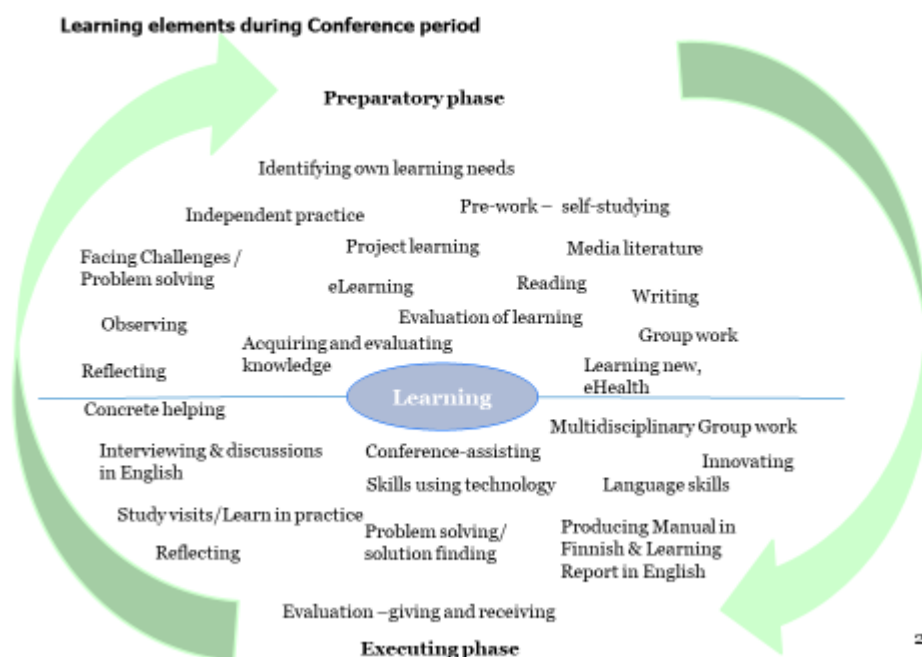 Learning elements during Conference period
Preparatory phase
Identifying own learning needs
Independent practice
Pre-work – self-studying
Facing Challenges /
Problem solving
Project learning
Media literature
eLearning
Reading
Writing
Observing
Evaluation of learning
Group work
Acquiring and evaluating
knowledge
Reflecting
Learning new,
eHealth
Learning
Concrete helping
Multidisciplinary Group work
Interviewing & discussions
in English
Conference-assisting
Innovating
Skills using technology
Language skills
Study visits/Learn in practice
Reflecting
Problem solving/
solution finding
Producing Manual in
Finnish & Learning
Report in English
Evaluation –giving and receiving
Executing phase
2